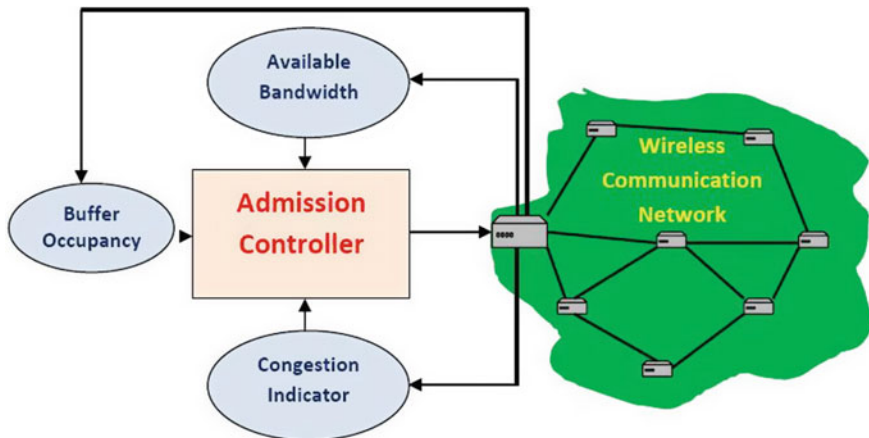 Available
Bandwidth
Buffer
Occupancy
Admission
Controller
Congestion
Indicator
Wireless
Communication
Network